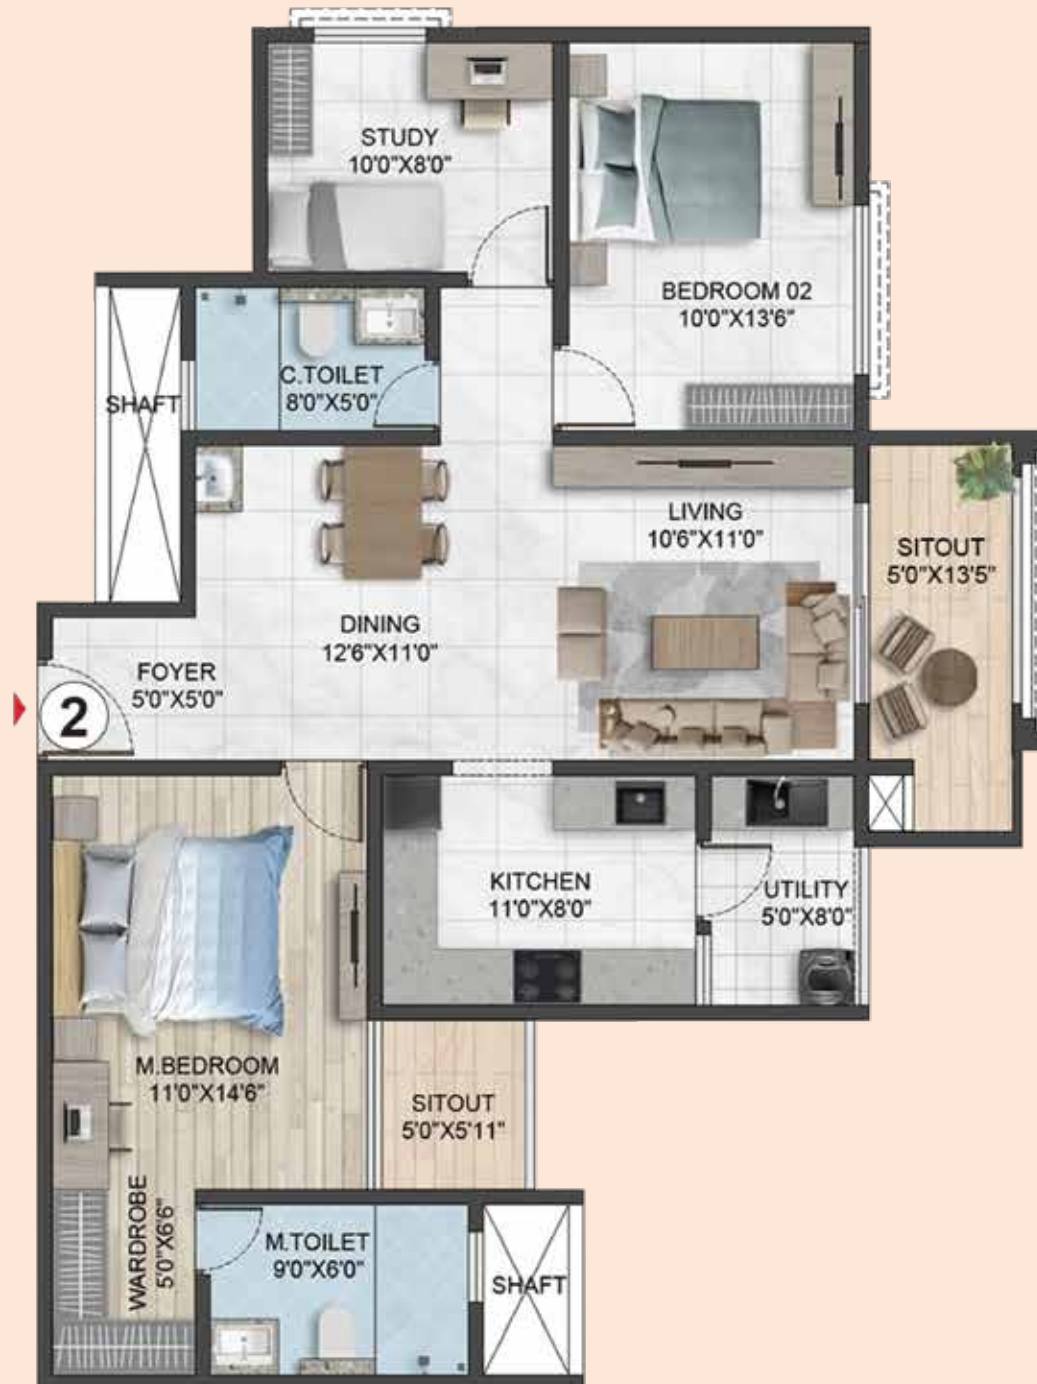 STUDY
10'0"X8'0"
BEDROOM 02
10'0"X13'6"
C.TOILET
8'0"X5'0"
SHAFT
LIVING
10'6"X11'0"
SITOUT
5'0"X13'5"
DINING
12'6"X11'0"
FOYER
5'0"X5'0"
2
KITCHEN
11'0"X8'0"
UTILITY
5'0"X8'0"
M.BEDROOM
11'0"X14'6"
SITOUT
5'0"X5'11"
WARDROBE
5'0"X6'6"
M.TOILET
9'0"X6'0"
SHAFT